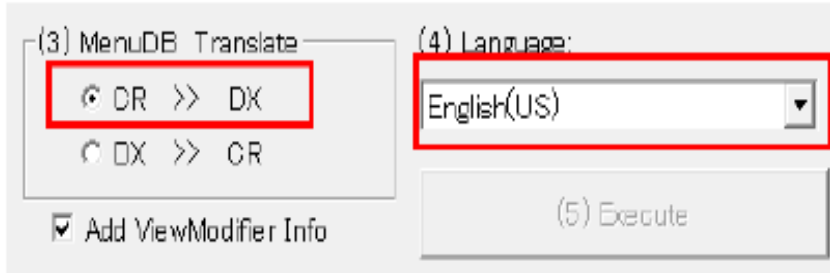 (3) MenuDB Translate
CR >> DX
DX >> CR
Add ViewModifier Info
(4) Language:
English(US)
(5) Execute